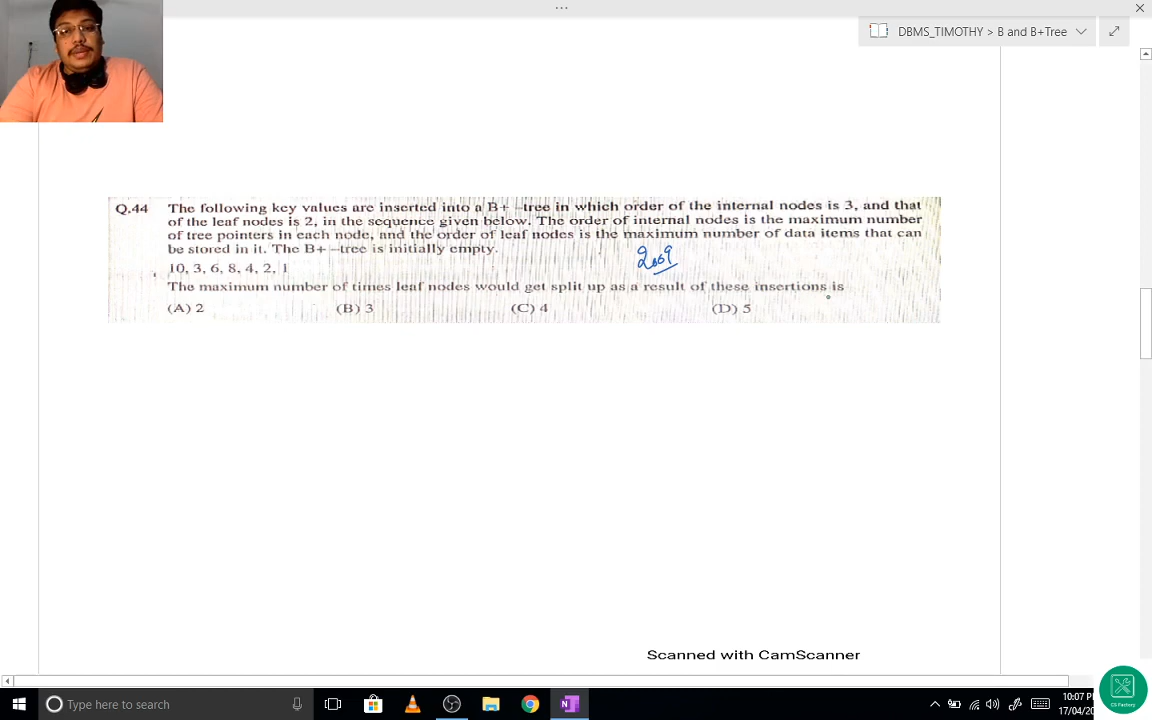 ...
DBMS_TIMOTHY > B and B+Tree
Q.44 The following key values are inserted into a B+ –tree in which order of the internal nodes is 3, and that
of the leaf nodes is 2, in the sequence given below. The order of internal nodes is the maximum number
of tree pointers in each node, and the order of leaf nodes is the maximum number of data items that can
be stored in it. The B+ –tree is initially empty.
2009
10, 3, 6, 8, 4, 2, 1
The maximum number of times leaf nodes would get split up as a result of these insertions is
(A) 2 (B) 3 (C) 4 (D) 5
Scanned with CamScanner
CS-Factory
Type here to search
10:07 PM
17/04/20